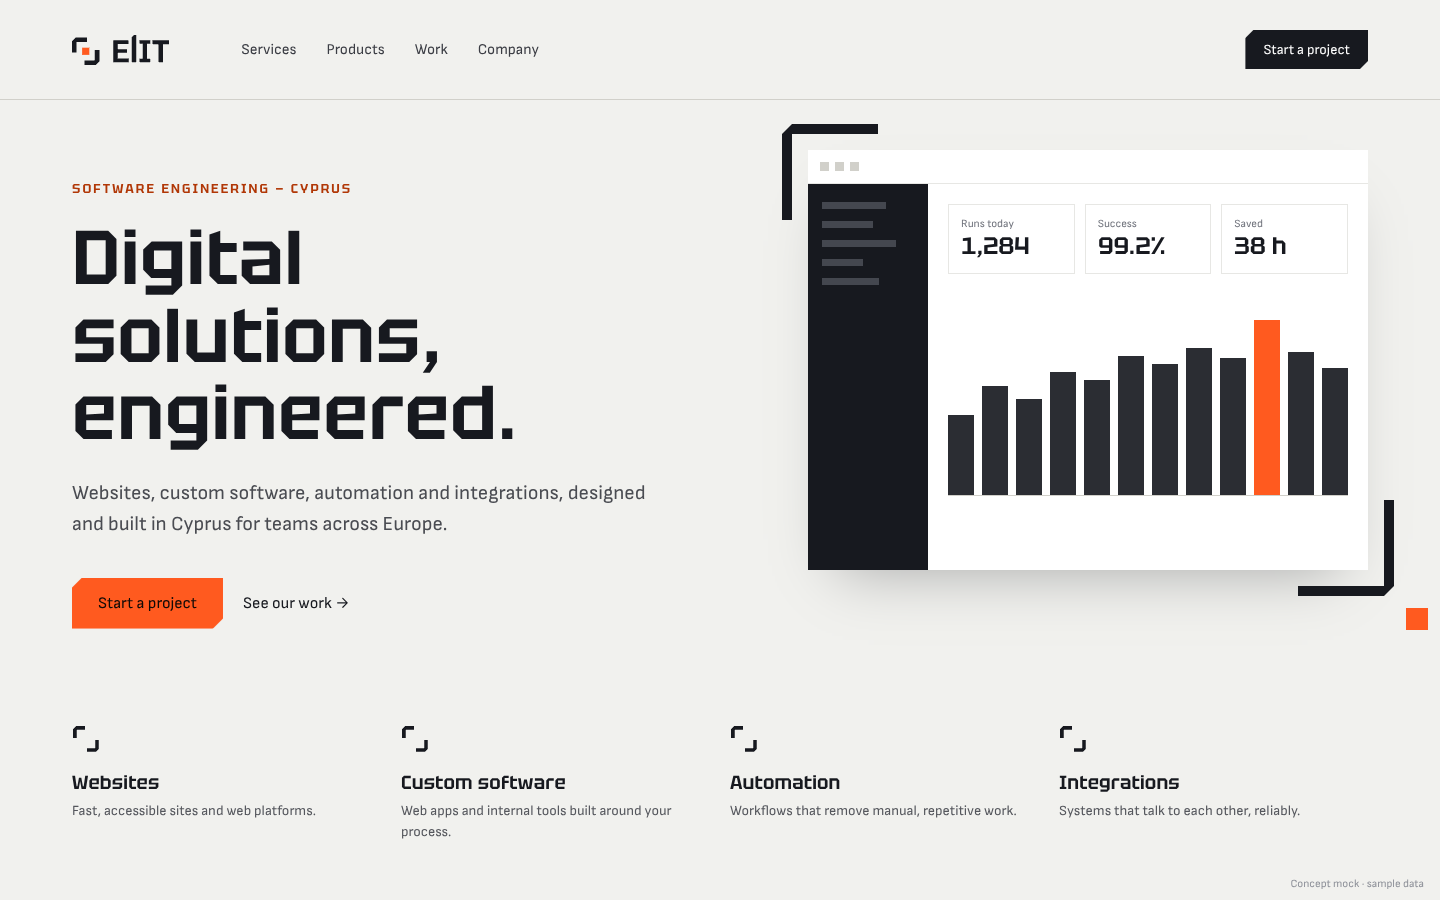 ElIT
Services
Products
Work
Company
Start a project
SOFTWARE ENGINEERING – CYPRUS
Digital
solutions,
engineered.
Websites, custom software, automation and integrations, designed
and built in Cyprus for teams across Europe.
Start a project
See our work →
Runs today
1,284
Success
99.2%
Saved
38 h
Websites
Fast, accessible sites and web platforms.
Custom software
Web apps and internal tools built around your
process.
Automation
Workflows that remove manual, repetitive work.
Integrations
Systems that talk to each other, reliably.
Concept mock · sample data